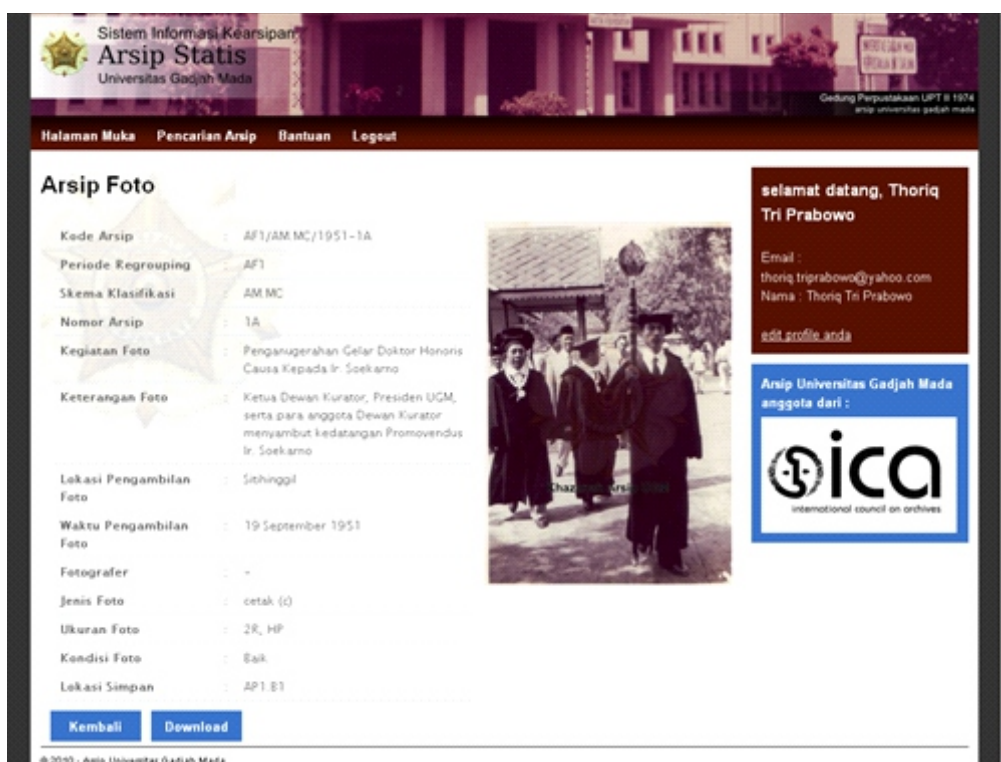 Sistem Informasi Kearsipan
Arsip Statis
Universitas Gadjah Mada
Gedung Perpustakaan UPT II 1974
arsip universitas gadjah mada
Halaman Muka Pencarian Arsip Bantuan Logout
Arsip Foto
Kode Arsip : AF1/AM.MC/1951-1A
Periode Regrouping : AF1
Skema Klasifikasi : AM.MC
Nomor Arsip : 1A
Kegiatan Foto : Penganugerahan Gelar Doktor Honoris
Causa Kepada Ir. Soekarno
Keterangan Foto : Ketua Dewan Kurator, Presiden UGM,
serta para anggota Dewan Kurator
menyambut kedatangan Promovendus
Ir. Soekarno
Lokasi Pengambilan : Sitihinggil
Foto
Waktu Pengambilan : 19 September 1951
Foto
Fotografer : -
Jenis Foto : cetak (c)
Ukuran Foto : 2R, HP
Kondisi Foto : Baik
Lokasi Simpan : AP1.B1
Kembali Download
© 2010 - Arsip Universitas Gadjah Mada
Khazanah Arsip UGM
selamat datang, Thoriq
Tri Prabowo
Email :
thoriq.triprabowo@yahoo.com
Nama : Thoriq Tri Prabowo
edit profile anda
Arsip Universitas Gadjah Mada
anggota dari :
ica
international council on archives